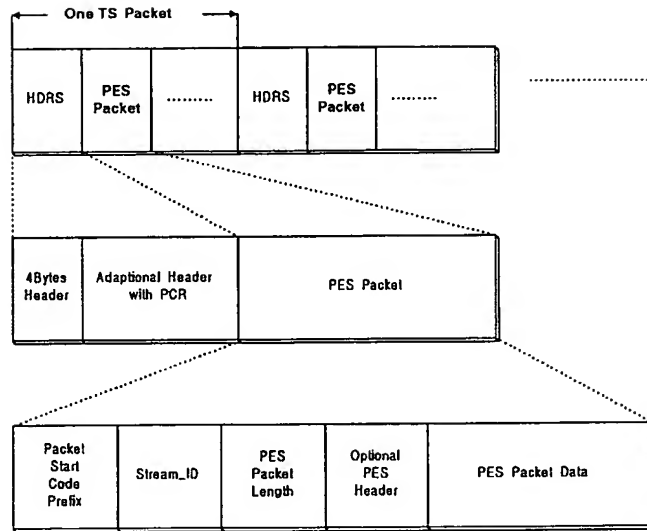 One TS Packet
HDRS
PES
Packet
........
HDRS
PES
Packet
........
4Bytes
Header
Adaptional Header
with PCR
PES Packet
Packet
Start
Code
Prefix
Stream_ID
PES
Packet
Length
Optional
PES
Header
PES Packet Data